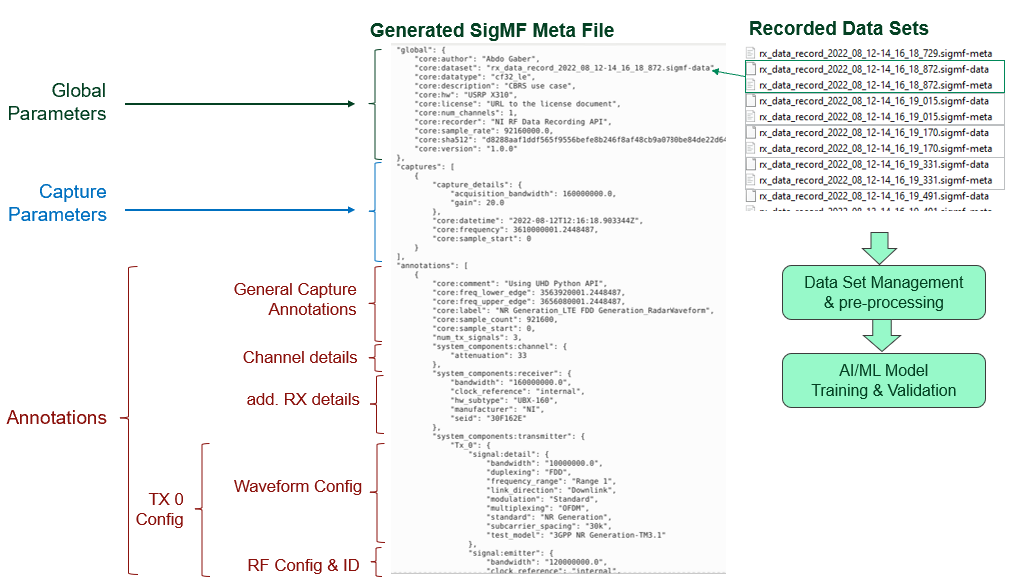 Generated SigMF Meta File
Recorded Data Sets
Global
Parameters
Capture
Parameters
Annotations
General Capture
Annotations
Channel details
add. RX details
TX 0
Config
Waveform Config
RF Config & ID
"global": {
"core:author": "Abdo Gaber",
"core:dataset": "rx_data_record_2022_08_12-14_16_18_872.sigmf-data"
"core:datatype": "cf32_le",
"core:description": "CBRS use case",
"core:hw": "USRP X310",
"core:license": "URL to the license document",
"core:num_channels": 1,
"core:recorder": "NI RF Data Recording API",
"core:sample_rate": 92160000.0,
"core:sha512": "d8288aaf1ddf565f9556befe8b246f8af48cb9a0730be84de22d64
"core:version": "1.0.0"
},
"captures": [
{
"capture_details": {
"acquisition_bandwidth": 160000000.0,
"gain": 20.0
},
"core:datetime": "2022-08-12T12:16:18.903344Z",
"core:frequency": 3610000001.2448487,
"core:sample_start": 0
}
],
"annotations": [
{
"core:comment": "Using UHD Python API",
"core:freq_lower_edge": 3563920001.2448487,
"core:freq_upper_edge": 3656080001.2448487,
"core:label": "NR Generation_LTE FDD Generation_RadarWaveform",
"core:sample_count": 921600,
"core:sample_start": 0,
"num_tx_signals": 3,
"system_components:channel": {
"attenuation": 33
},
"system_components:receiver": {
"bandwidth": "160000000.0",
"clock_reference": "internal",
"hw_subtype": "UBX-160",
"manufacturer": "NI",
"seid": "30F162E"
},
"system_components:transmitter": {
"Tx_0": {
"signal:detail": {
"bandwidth": "10000000.0",
"duplexing": "FDD",
"frequency_range": "Range 1",
"link_direction": "Downlink",
"modulation": "Standard",
"multiplexing": "OFDM",
"standard": "NR Generation",
"subcarrier_spacing": "30k",
"test_model": "3GPP NR Generation-TM3.1"
},
"signal:emitter": {
"bandwidth": "120000000.0",
"clock_reference": "internal",
rx_data_record_2022_08_12-14_16_18_729.sigmf-meta
rx_data_record_2022_08_12-14_16_18_872.sigmf-data
rx_data_record_2022_08_12-14_16_18_872.sigmf-meta
rx_data_record_2022_08_12-14_16_19_015.sigmf-data
rx_data_record_2022_08_12-14_16_19_015.sigmf-meta
rx_data_record_2022_08_12-14_16_19_170.sigmf-data
rx_data_record_2022_08_12-14_16_19_170.sigmf-meta
rx_data_record_2022_08_12-14_16_19_331.sigmf-data
rx_data_record_2022_08_12-14_16_19_331.sigmf-meta
rx_data_record_2022_08_12-14_16_19_491.sigmf-data
rx_data_record_2022_08_12-14_16_19_491.sigmf-meta
Data Set Management
& pre-processing
AI/ML Model
Training & Validation